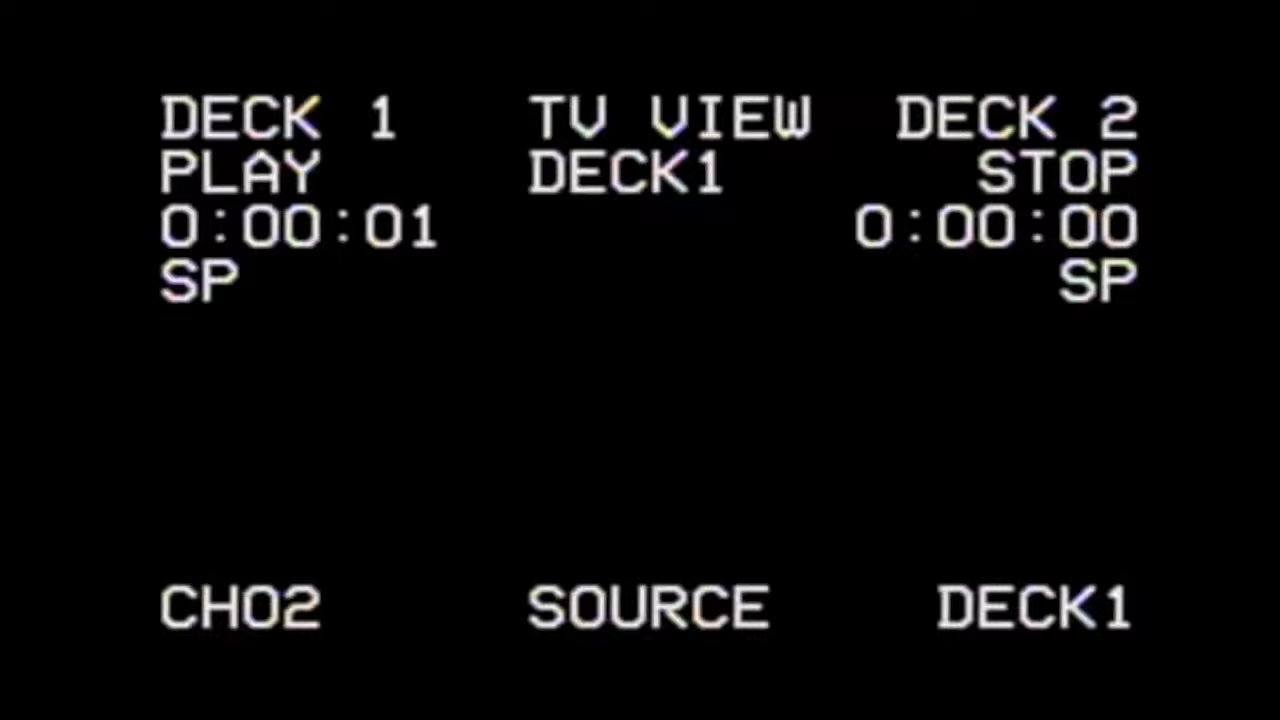 DECK 1 TV VIEW DECK 2
PLAY DECK1 STOP
0:00:01 0:00:00
SP SP
CH02 SOURCE DECK1